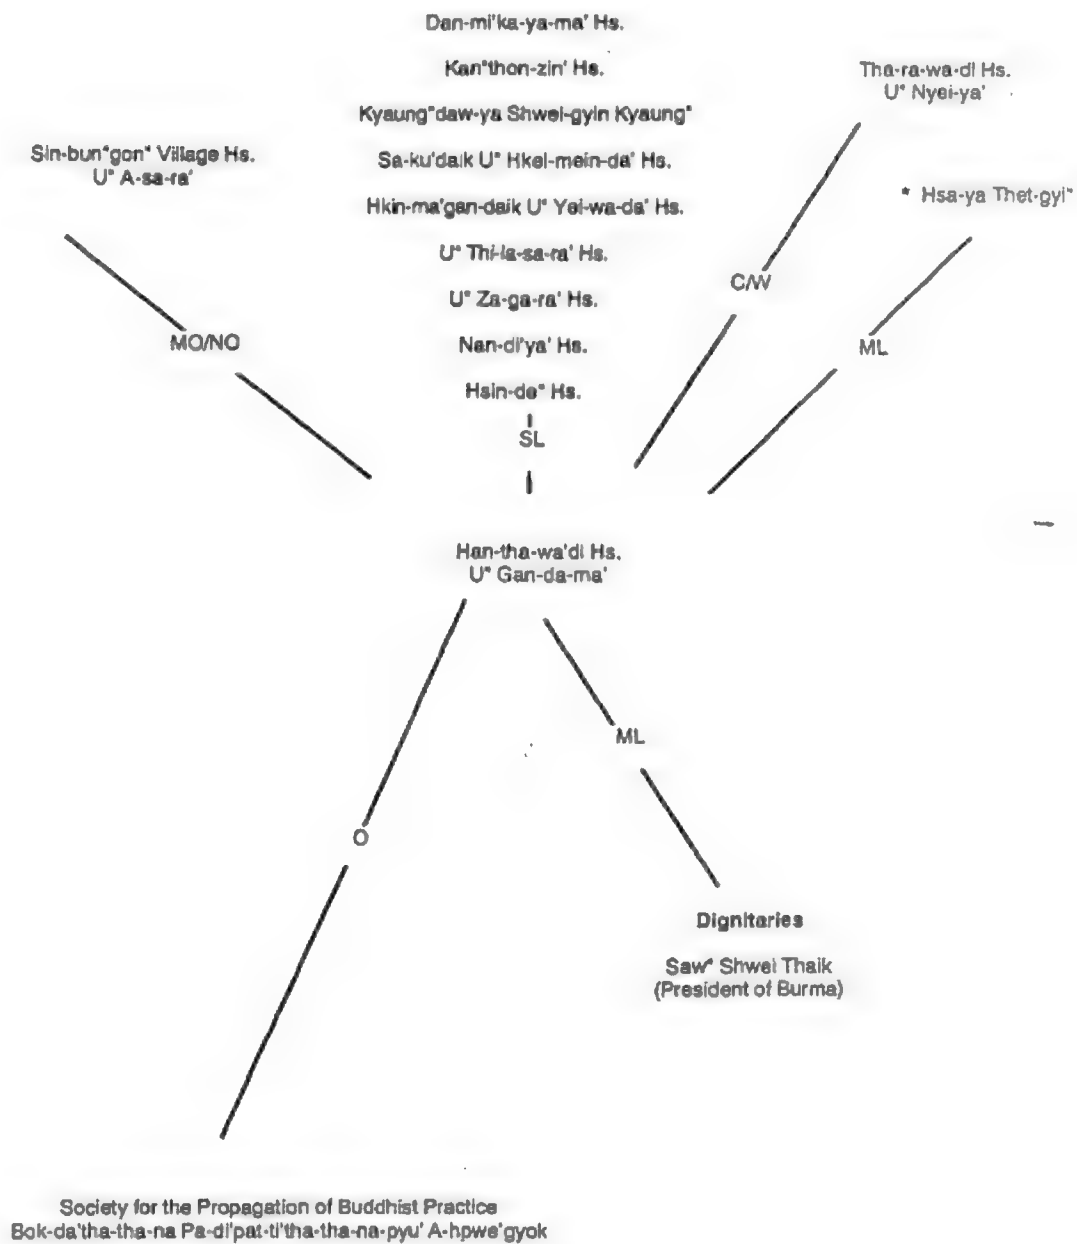 Dan-mi'ka-ya-ma' Hs.
Kan"thon-zin' Hs.
Kyaung"daw-ya Shwei-gyin Kyaung"
Sa-ku'daik U" Hkei-mein-da' Hs.
Hkin-ma'gan-daik U" Yei-wa-da' Hs.
U" Thi-la-sa-ra' Hs.
U" Za-ga-ra' Hs.
Nan-di'ya' Hs.
Hsin-de" Hs.
SL
Sin-bun"gon" Village Hs.
U" A-sa-ra'
MO/NO
Tha-ra-wa-di Hs.
U" Nyei-ya'
C/W
* Hsa-ya Thet-gyi"
ML
Han-tha-wa'di Hs.
U" Gan-da-ma'
ML
O
Dignitaries
Saw" Shwei Thaik
(President of Burma)
Society for the Propagation of Buddhist Practice
Bok-da'tha-tha-na Pa-di'pat-ti'tha-tha-na-pyu' A-hpwe'gyok